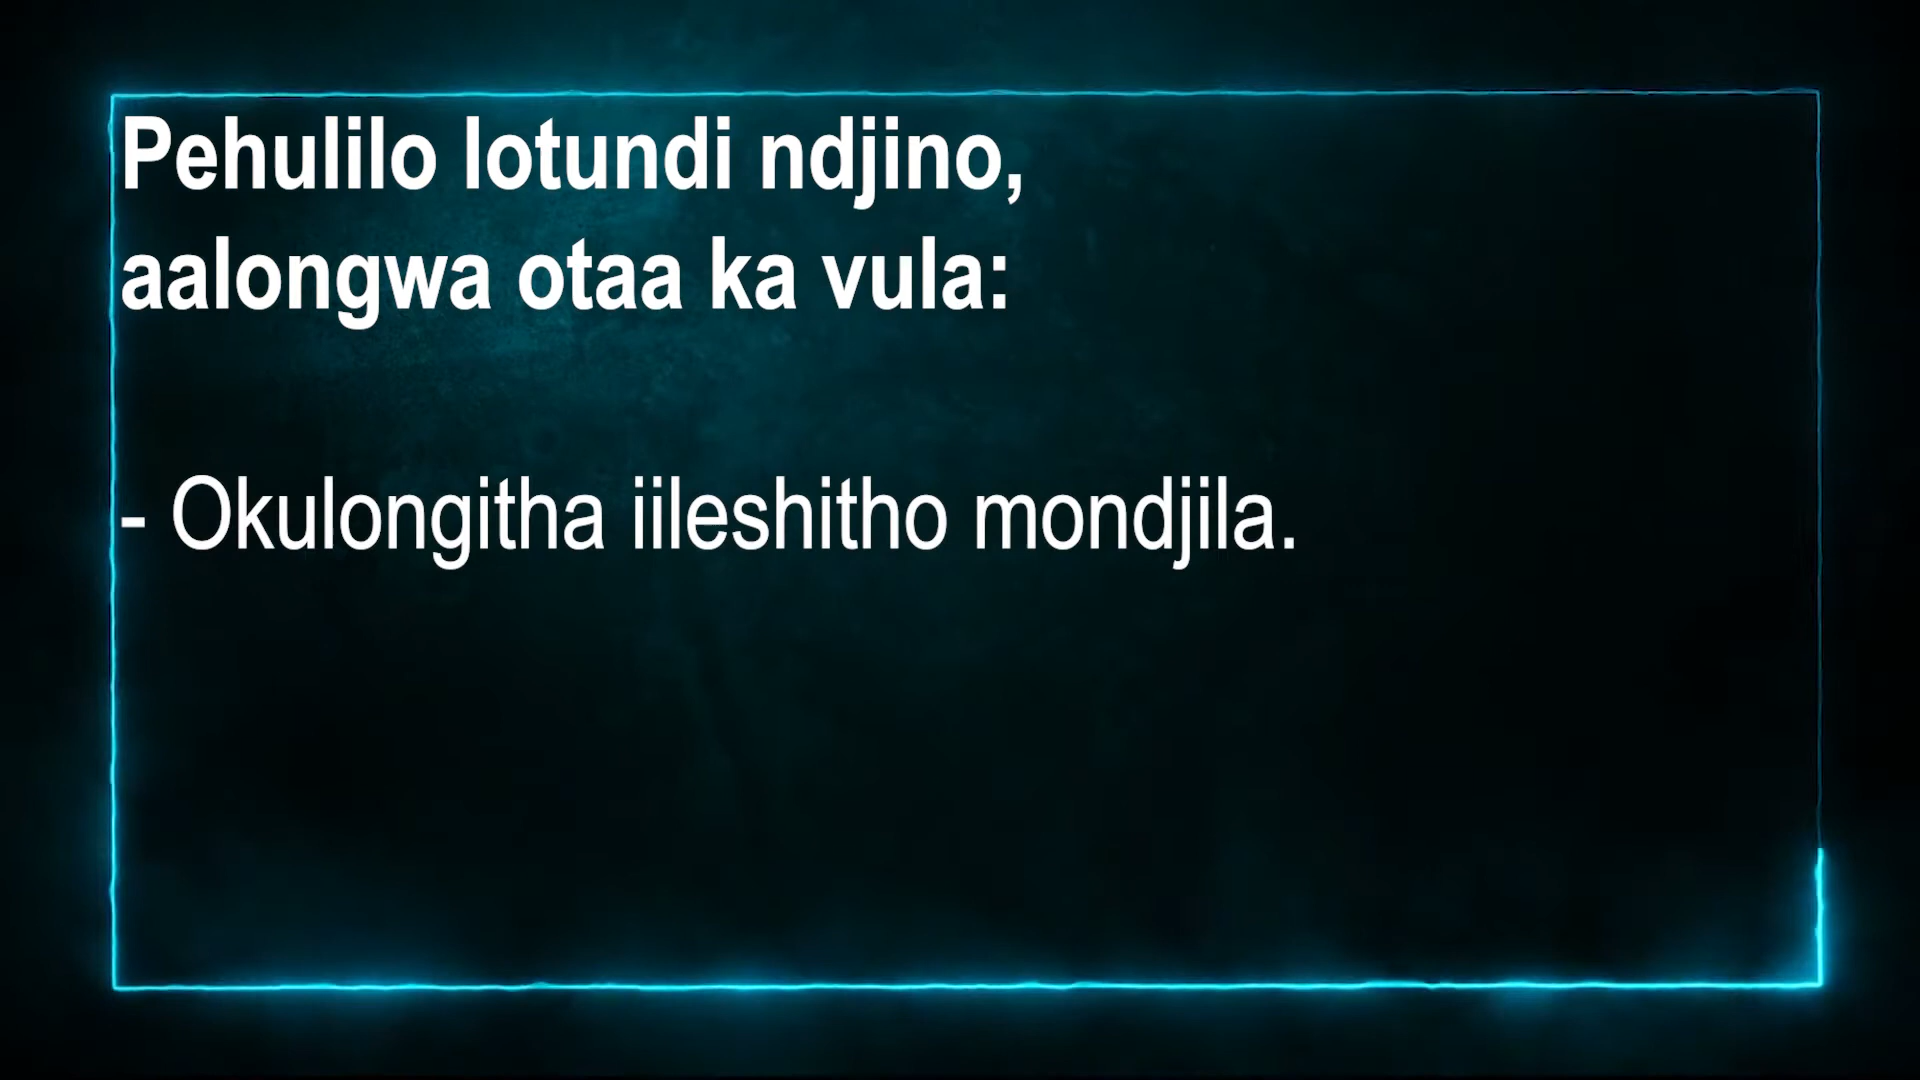 Pehulilo lotundi ndjino,
aalongwa otaa ka vula:
- Okulongitha iileshitho mondjila.